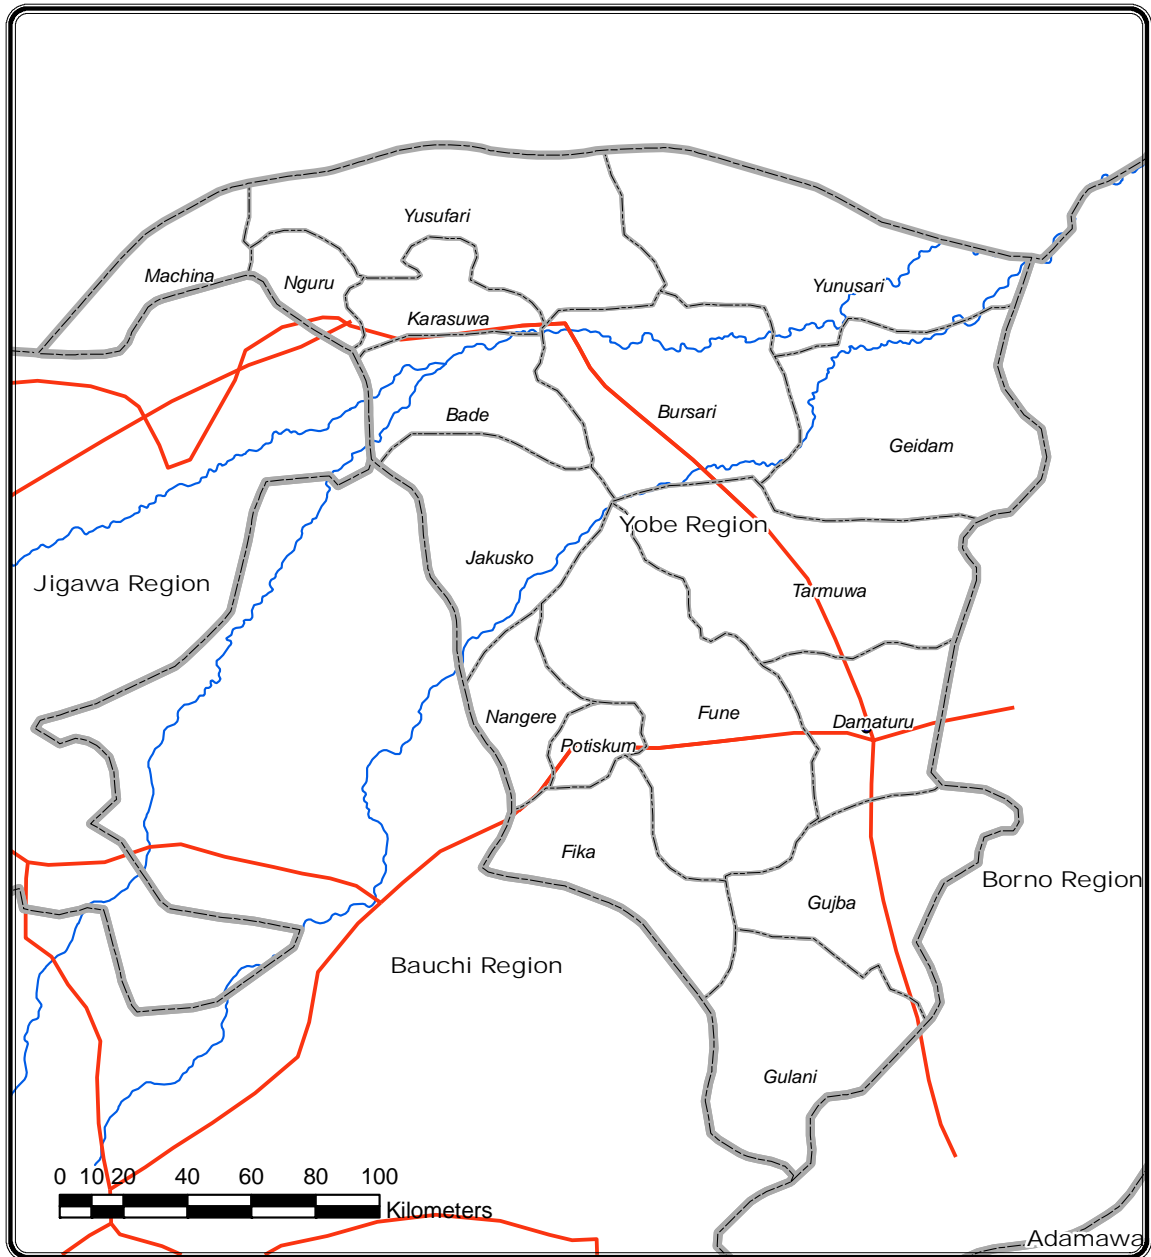 Yusufari
Machina
Nguru
Yunusari
Karasuwa
Bade
Bursari
Geidam
Yobe Region
Jakusko
Jigawa Region
Tarmuwa
Nangere
Fune
Damaturu
Potiskum
Fika
Borno Region
Gujba
Bauchi Region
Gulani
0 10 20 40 60 80 100
Kilometers
Adamawa